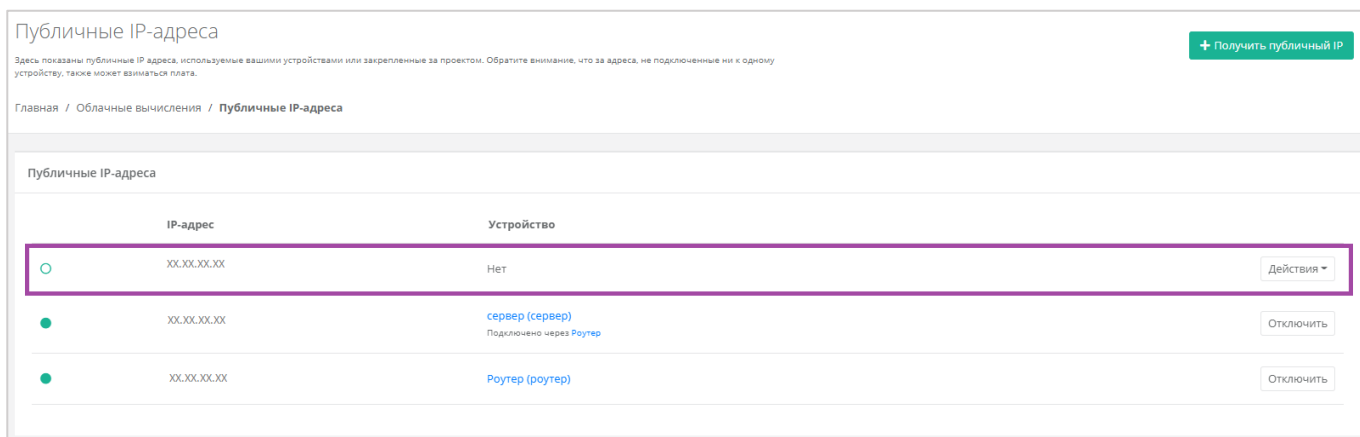 Публичные IP-адреса
+ Получить публичный IP
Здесь показаны публичные IP адреса, используемые вашими устройствами или закрепленные за проектом. Обратите внимание, что за адреса, не подключенные ни к одному
устройству, также может взиматься плата.
Главная / Облачные вычисления / Публичные IP-адреса
Публичные IP-адреса
IP-адрес Устройство
XX.XX.XX.XX Нет Действия
XX.XX.XX.XX сервер (сервер) Отключить
Подключено через Роутер
XX.XX.XX.XX Роутер (роутер) Отключить